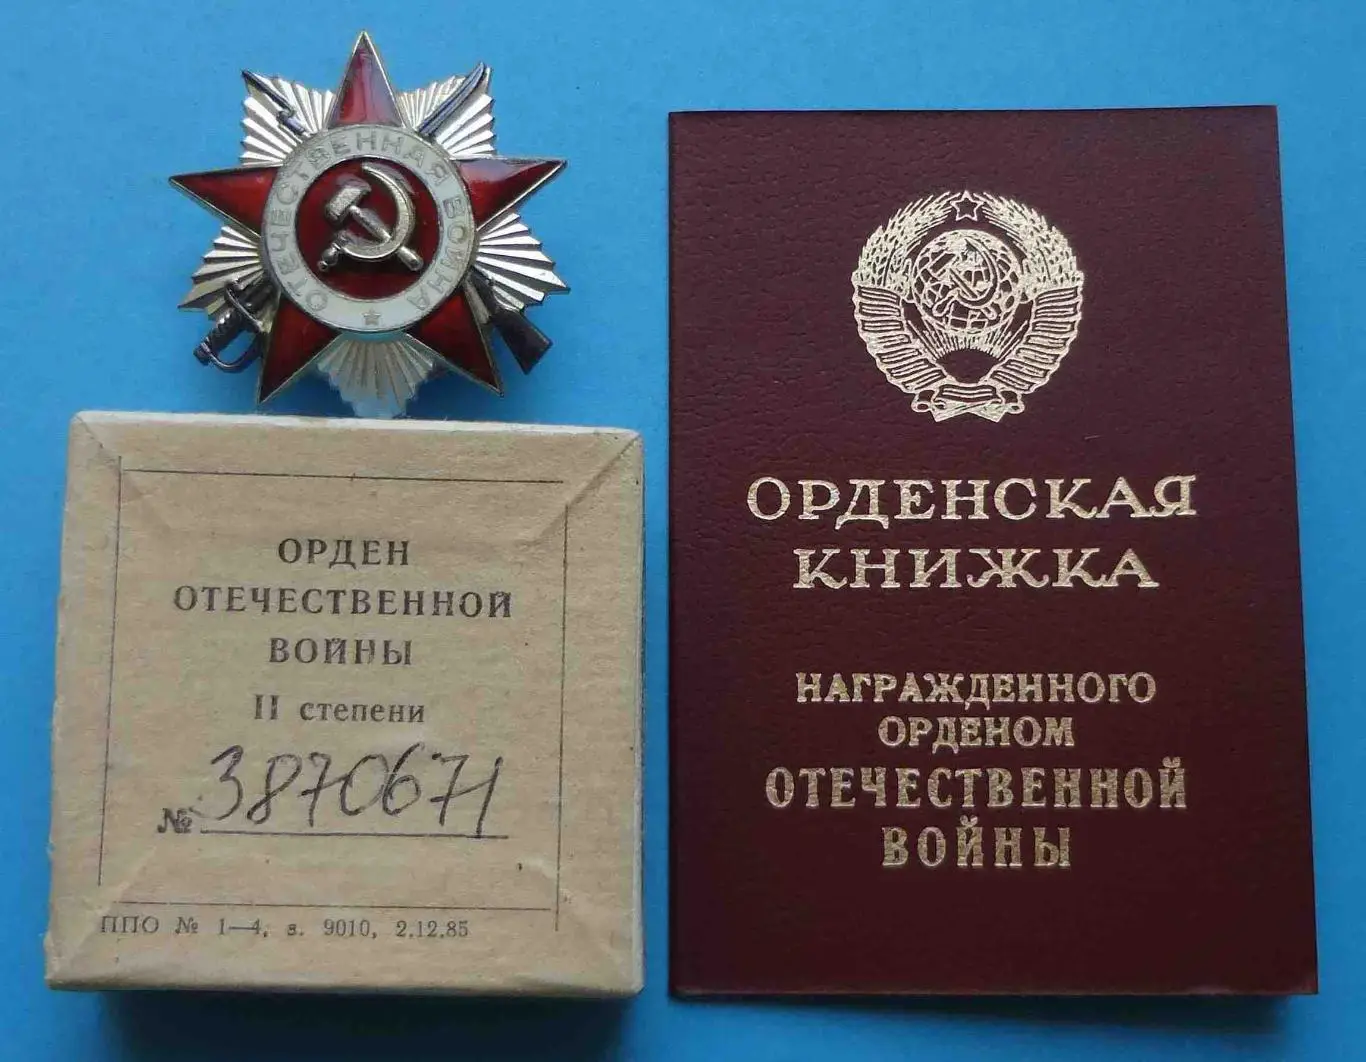 ОТЕЧЕСТВЕННАЯ ВОЙНА
ОРДЕН
ОТЕЧЕСТВЕННОЙ
ВОЙНЫ
II степени
№ 3870671
ППО № 1—4, з. 9010, 2.12.85
ОРДЕНСКАЯ
КНИЖКА
НАГРАЖДЕННОГО
ОРДЕНОМ
ОТЕЧЕСТВЕННОЙ
ВОЙНЫ